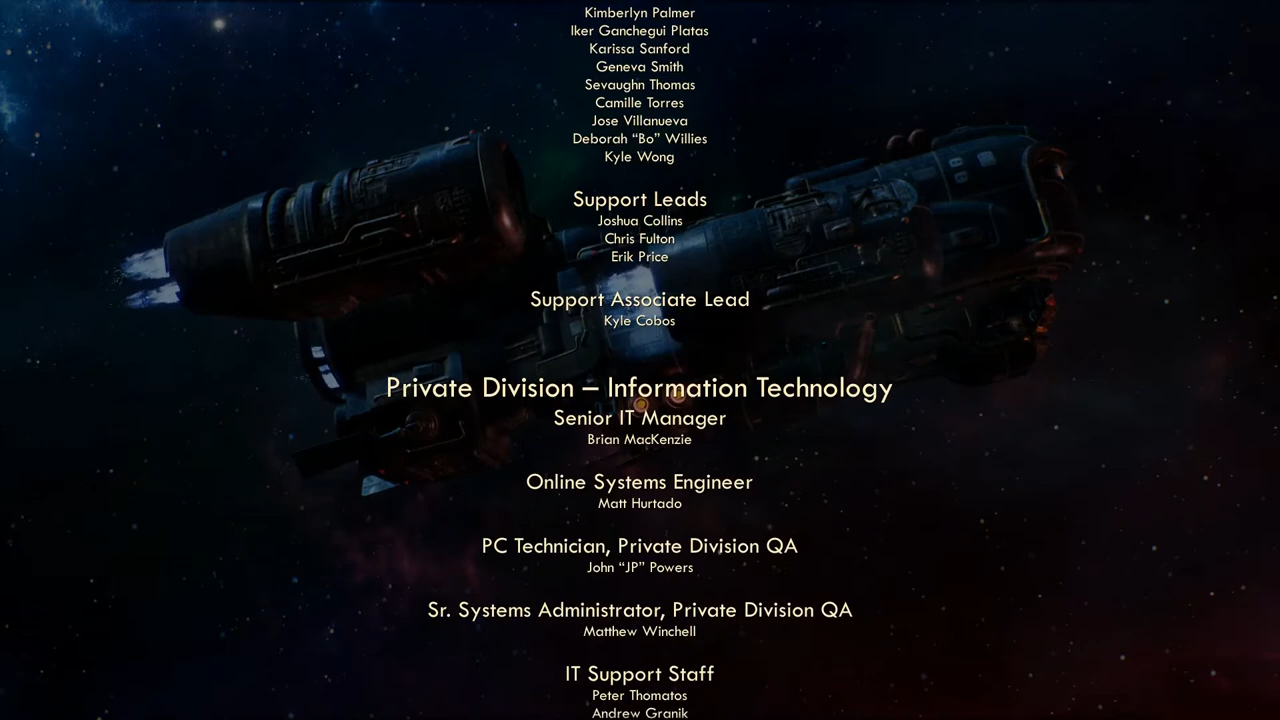 Kimberlyn Palmer
Iker Ganchegui Platas
Karissa Sanford
Geneva Smith
Sevaughn Thomas
Camille Torres
Jose Villanueva
Deborah “Bo” Willies
Kyle Wong
Support Leads
Joshua Collins
Chris Fulton
Erik Price
Support Associate Lead
Kyle Cobos
Private Division – Information Technology
Senior IT Manager
Brian MacKenzie
Online Systems Engineer
Matt Hurtado
PC Technician, Private Division QA
John “JP” Powers
Sr. Systems Administrator, Private Division QA
Matthew Winchell
IT Support Staff
Peter Thomatos
Andrew Granik